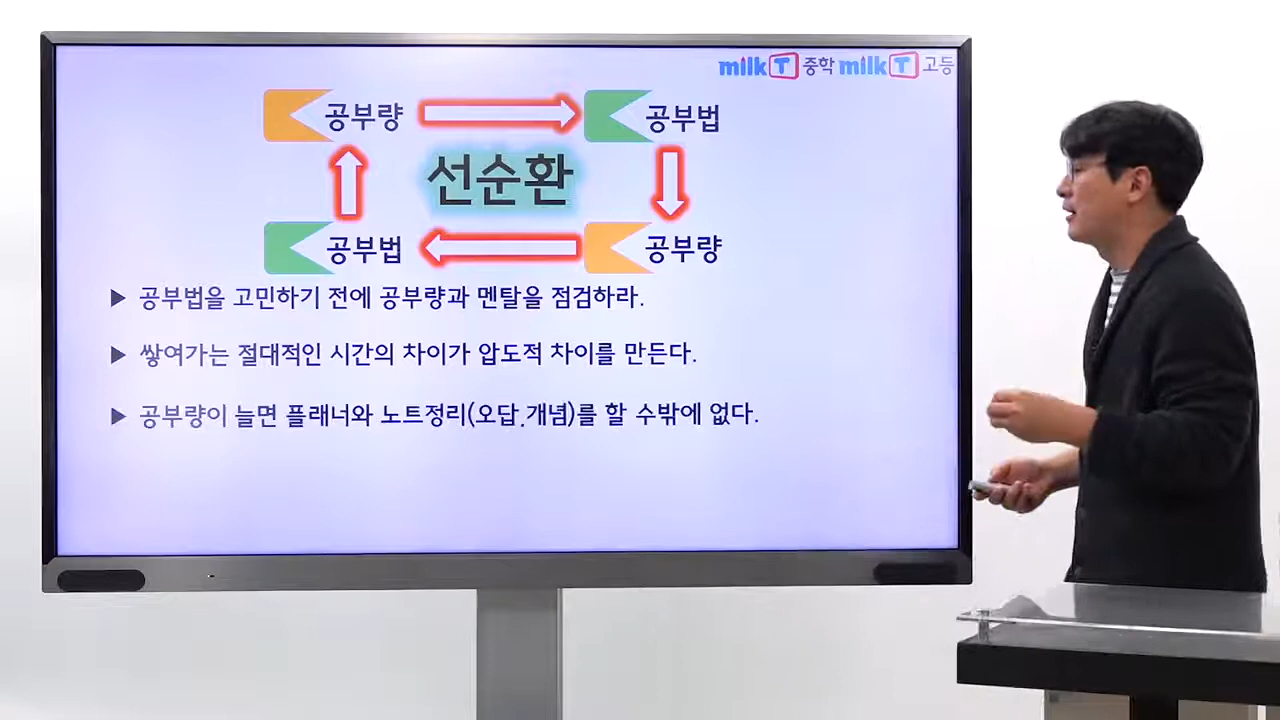 milk T 중학 milk T 고등
공부량 공부법
선순환
공부법 공부량
▶ 공부법을 고민하기 전에 공부량과 멘탈을 점검하라.
▶ 쌓여가는 절대적인 시간의 차이가 압도적 차이를 만든다.
▶ 공부량이 늘면 플래너와 노트정리(오답,개념)를 할 수밖에 없다.